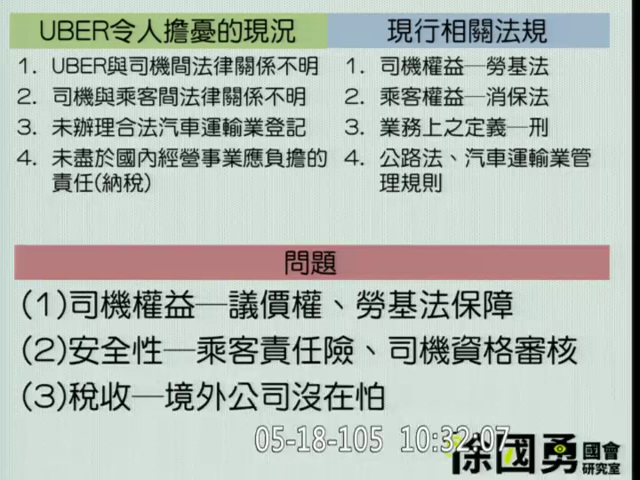 UBER令人擔憂的現況
1. UBER與司機間法律關係不明
2. 司機與乘客間法律關係不明
3. 未辦理合法汽車運輸業登記
4. 未盡於國內經營事業應負擔的
責任(納稅)
現行相關法規
1. 司機權益─勞基法
2. 乘客權益─消保法
3. 業務上之定義─刑
4. 公路法、汽車運輸業管
理規則
問題
(1)司機權益─議價權、勞基法保障
(2)安全性─乘客責任險、司機資格審核
(3)稅收─境外公司沒在怕
05-18-105 10:32:07
徐國勇 國會
研究室